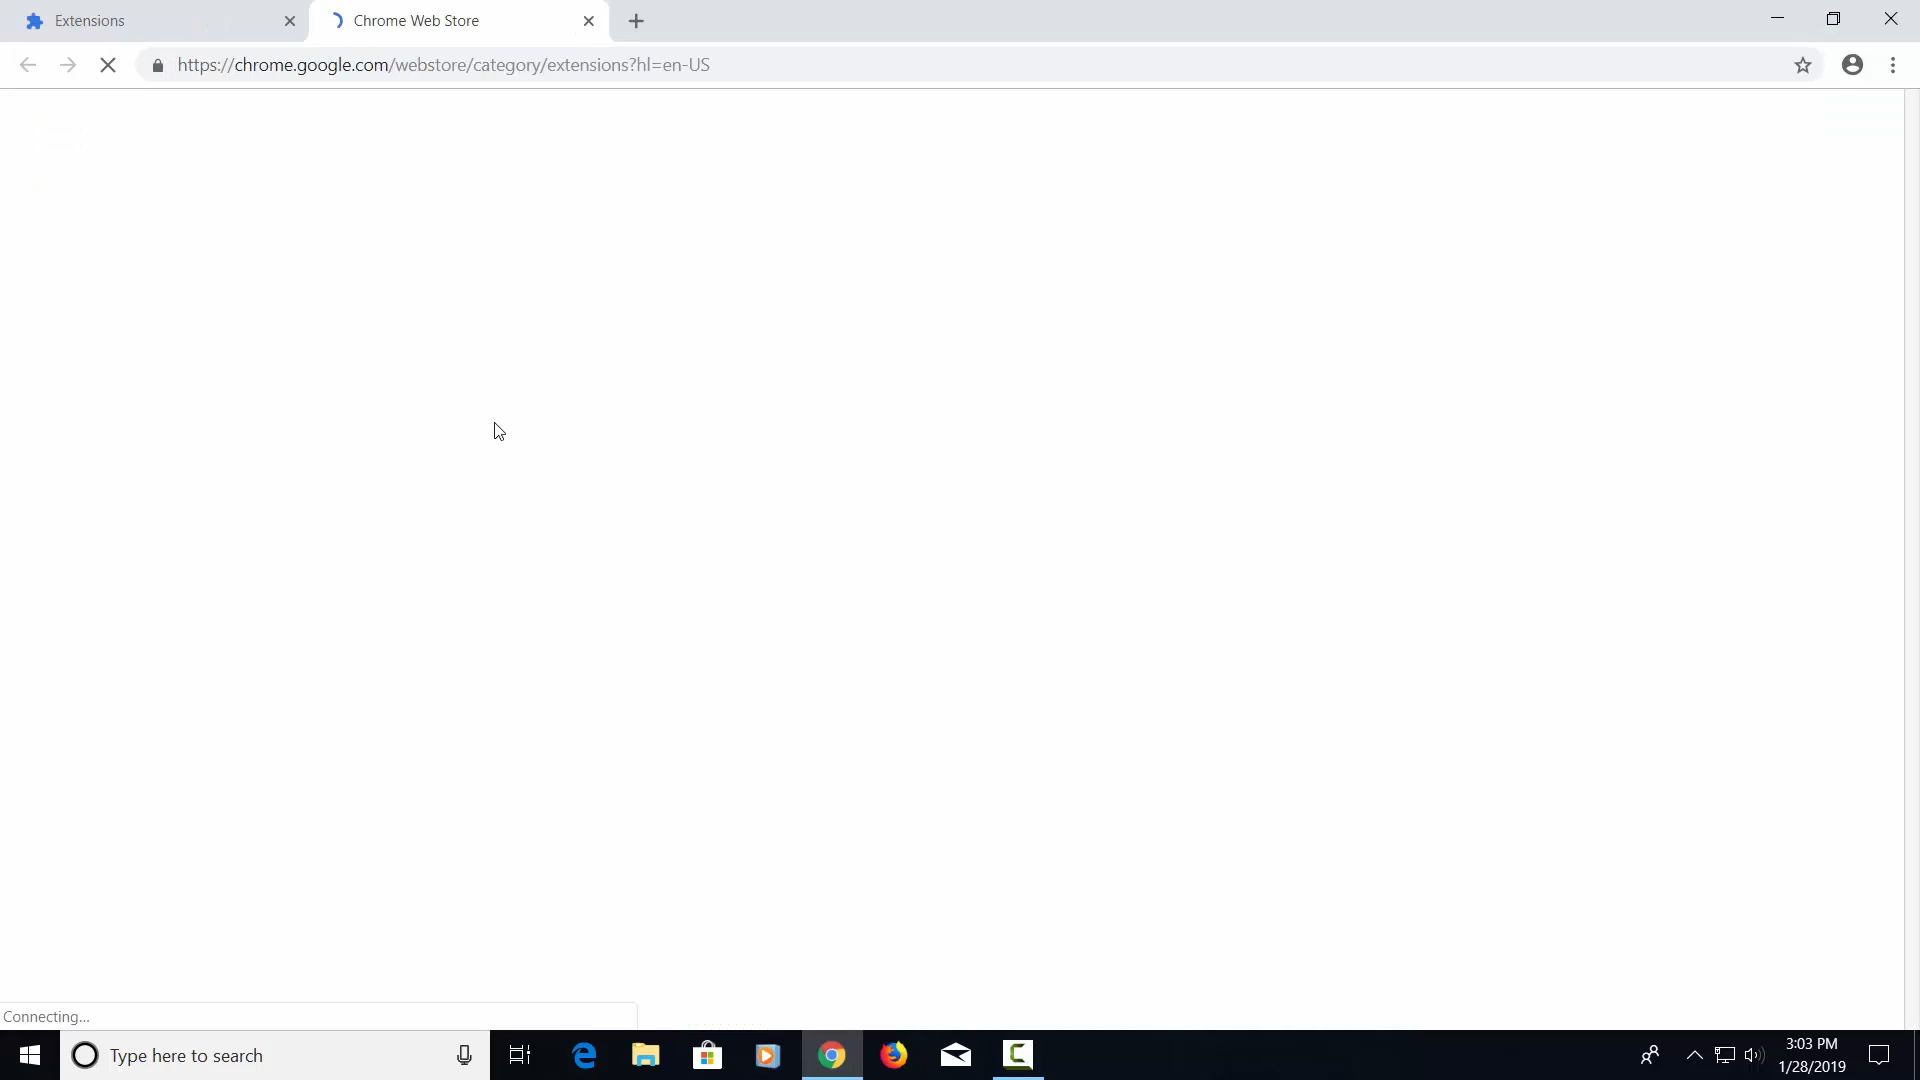 Extensions
Chrome Web Store
https://chrome.google.com/webstore/category/extensions?hl=en-US
Connecting...
Type here to search
3:03 PM
1/28/2019